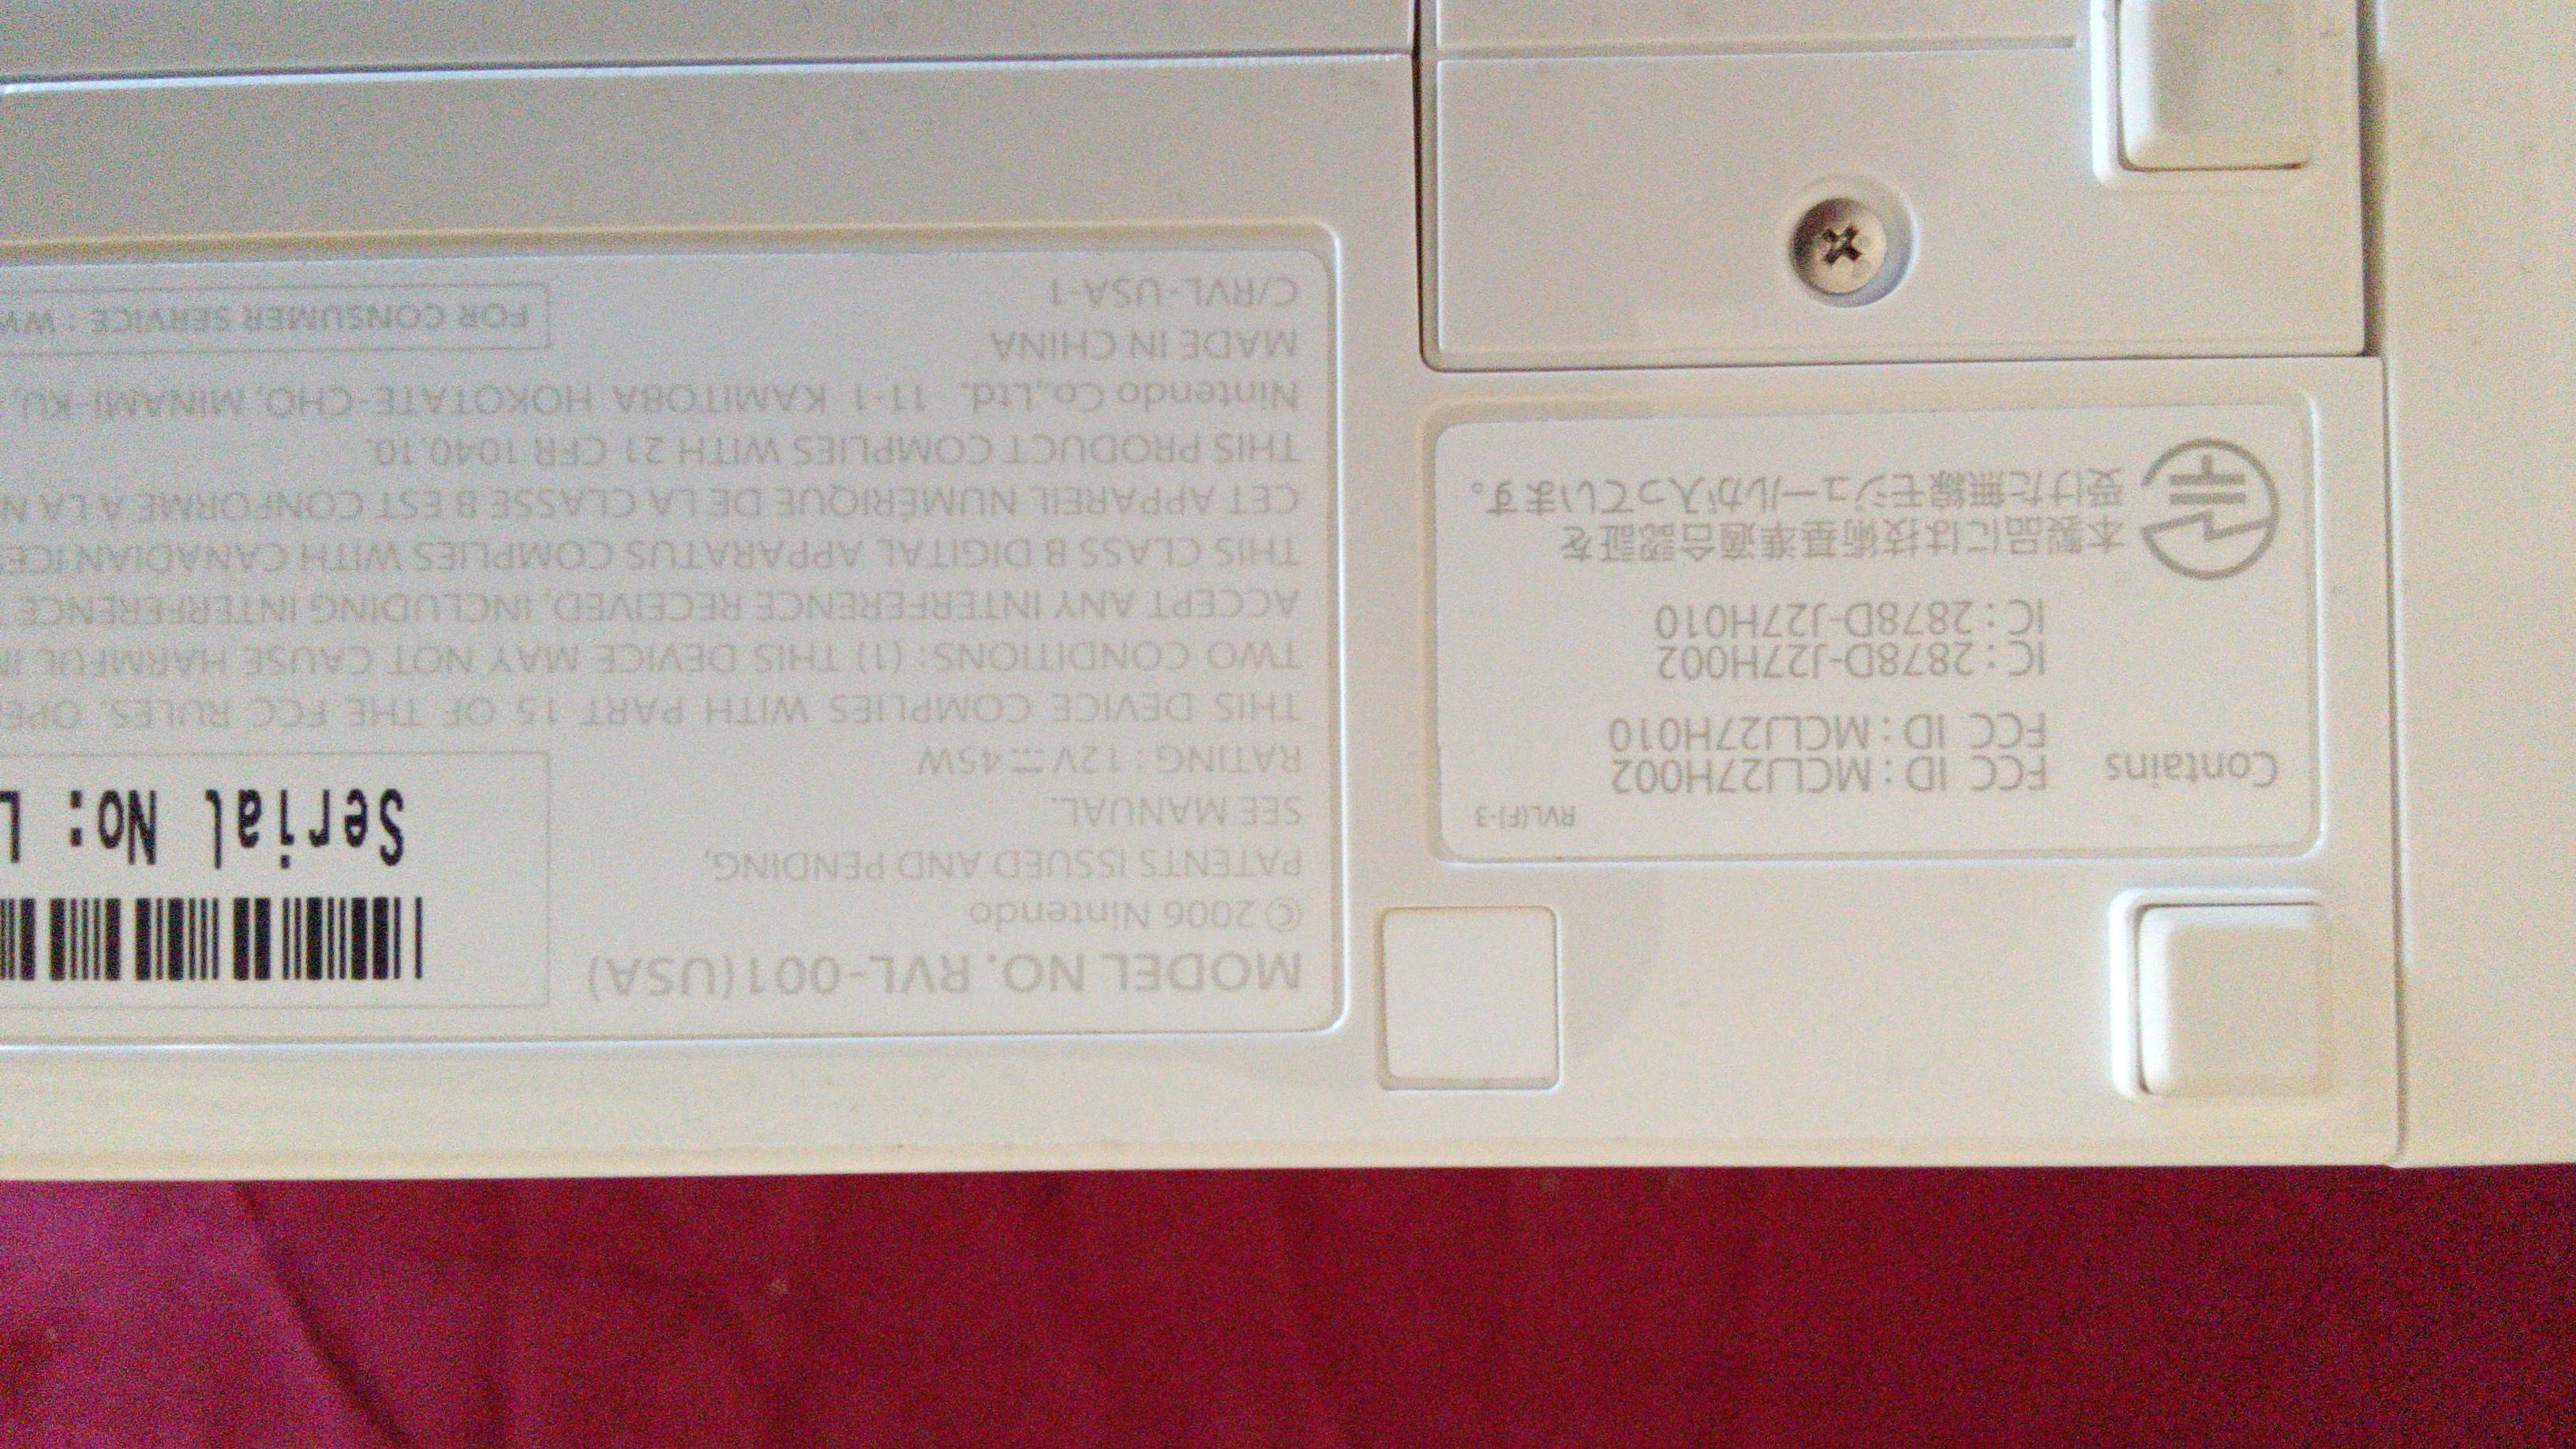 MODEL NO. RVL-001(USA)
© 2006 Nintendo
PATENTS ISSUED AND PENDING,
SEE MANUAL.
RATING : 12V⎓45W
THIS DEVICE COMPLIES WITH PART 15 OF THE FCC RULES. OPE
TWO CONDITIONS: (1) THIS DEVICE MAY NOT CAUSE HARMFUL IN
ACCEPT ANY INTERFERENCE RECEIVED, INCLUDING INTERFERENCE
THIS CLASS B DIGITAL APPARATUS COMPLIES WITH CANADIAN ICES
CET APPAREIL NUMÉRIQUE DE LA CLASSE B EST CONFORME A LA N
THIS PRODUCT COMPLIES WITH 21 CFR 1040.10.
Nintendo Co.,Ltd. 11-1 KAMITOBA HOKOTATE-CHO, MINAMI-KU,
MADE IN CHINA
C/RVL-USA-1
Serial No: L
FOR CONSUMER SERVICE : WW
RVL(F)-3
Contains FCC ID : MCLJ27H002
FCC ID : MCLJ27H010
IC : 2878D-J27H002
IC : 2878D-J27H010
本製品には技術基準適合認証を
受けた無線モジュールが入っています。